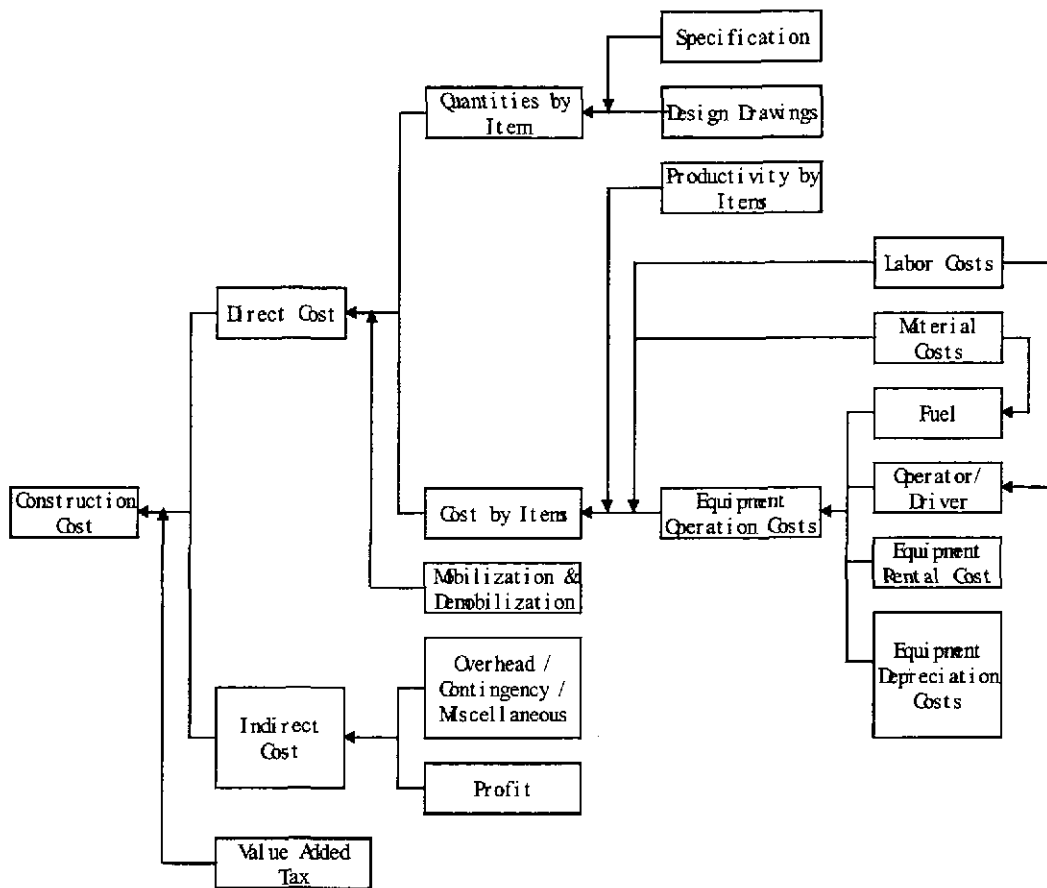 Specification
Quantities by
Item
Design Drawings
Productivity by
Items
Labor Costs
Direct Cost
Material
Costs
Fuel
Construction
Cost
Cost by Items
Equipment
Operation Costs
Operator/
Driver
Equipment
Rental Cost
Mobilization &
Demobilization
Overhead /
Contingency /
Miscellaneous
Equipment
Depreciation
Costs
Indirect
Cost
Profit
Value Added
Tax